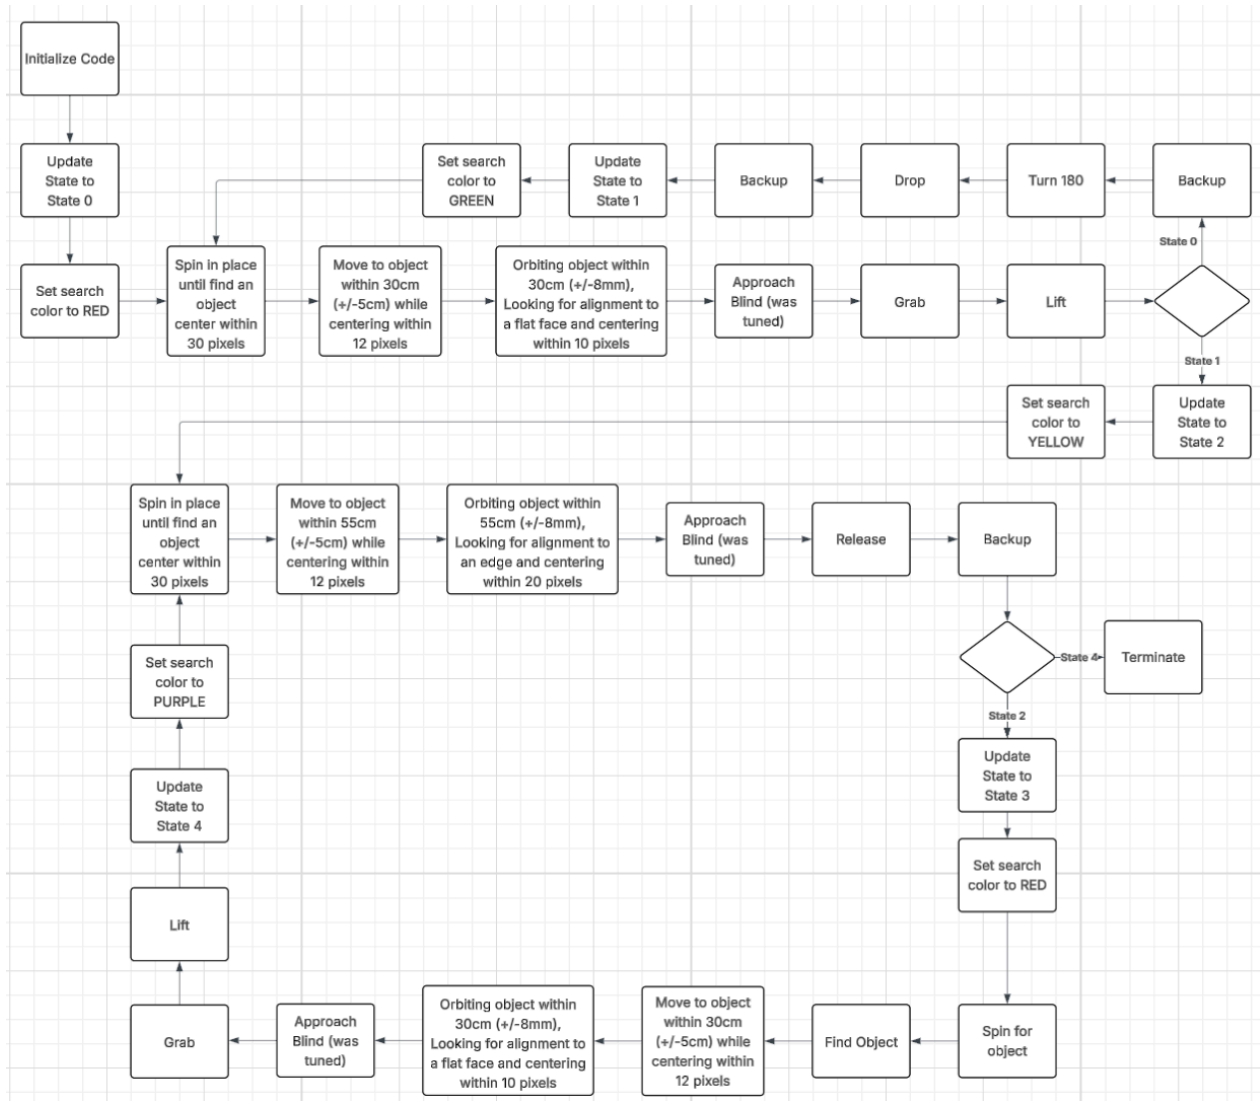 Initialize Code
Update
State to
State 0
Set search
color to RED
Spin in place
until find an
object
center within
30 pixels
Move to object
within 30cm
(+/-5cm) while
centering within
12 pixels
Orbiting object within
30cm (+/-8mm),
Looking for alignment to
a flat face and centering
within 10 pixels
Approach
Blind (was
tuned)
Grab
Lift
State 0
Backup
Turn 180
Drop
Backup
Update
State to
State 1
Set search
color to
GREEN
State 1
Update
State to
State 2
Set search
color to
YELLOW
Spin in place
until find an
object
center within
30 pixels
Move to object
within 55cm
(+/-5cm) while
centering within
12 pixels
Orbiting object within
55cm (+/-8mm),
Looking for alignment to
an edge and centering
within 20 pixels
Approach
Blind (was
tuned)
Release
Backup
State 4
Terminate
State 2
Update
State to
State 3
Set search
color to RED
Spin for
object
Find Object
Move to object
within 30cm
(+/-5cm) while
centering within
12 pixels
Orbiting object within
30cm (+/-8mm),
Looking for alignment to
a flat face and centering
within 10 pixels
Approach
Blind (was
tuned)
Grab
Lift
Update
State to
State 4
Set search
color to
PURPLE